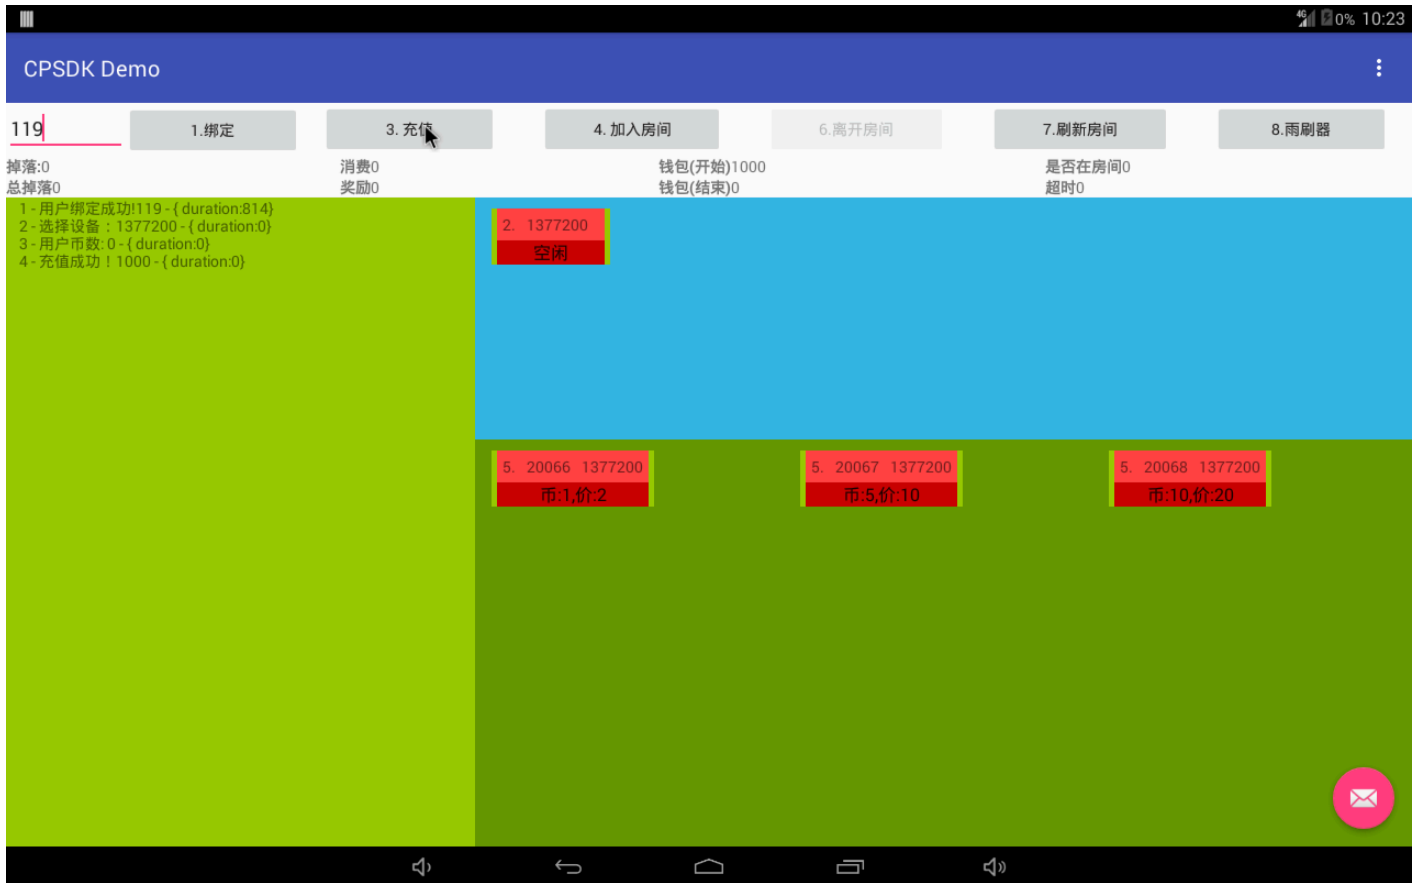 4G 0% 10:23
CPSDK Demo
119 1.绑定 3. 充值 4. 加入房间 6.离开房间 7.刷新房间 8.雨刷器
掉落:0 消费0 钱包(开始)1000 是否在房间0
总掉落0 奖励0 钱包(结束)0 超时0
1 - 用户绑定成功!119 - { duration:814}
2 - 选择设备：1377200 - { duration:0}
3 - 用户币数: 0 - { duration:0}
4 - 充值成功！1000 - { duration:0}
2. 1377200
空闲
5. 20066 1377200 5. 20067 1377200 5. 20068 1377200
币:1,价:2 币:5,价:10 币:10,价:20